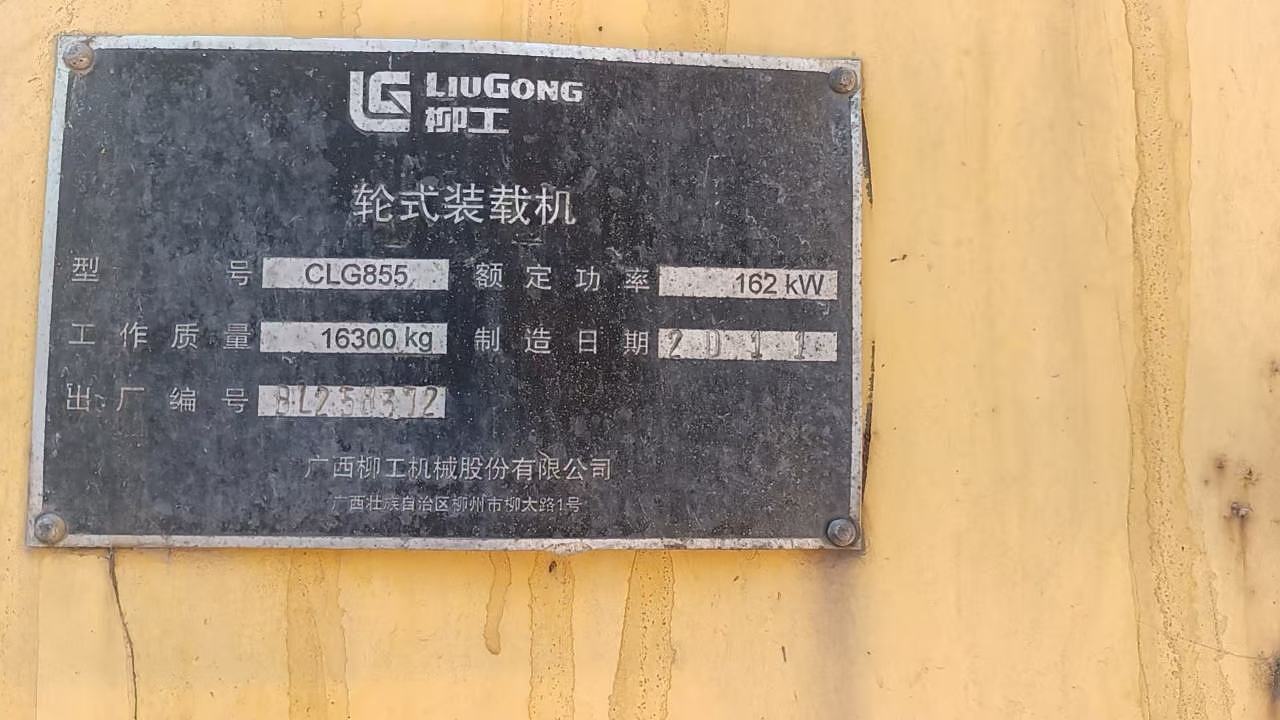 LIUGONG
柳工
轮式装载机
型号 CLG855 额定功率 162 kW
工作质量 16300 kg 制造日期 2011
出厂编号 BL258372
广西柳工机械股份有限公司
广西壮族自治区柳州市柳太路1号